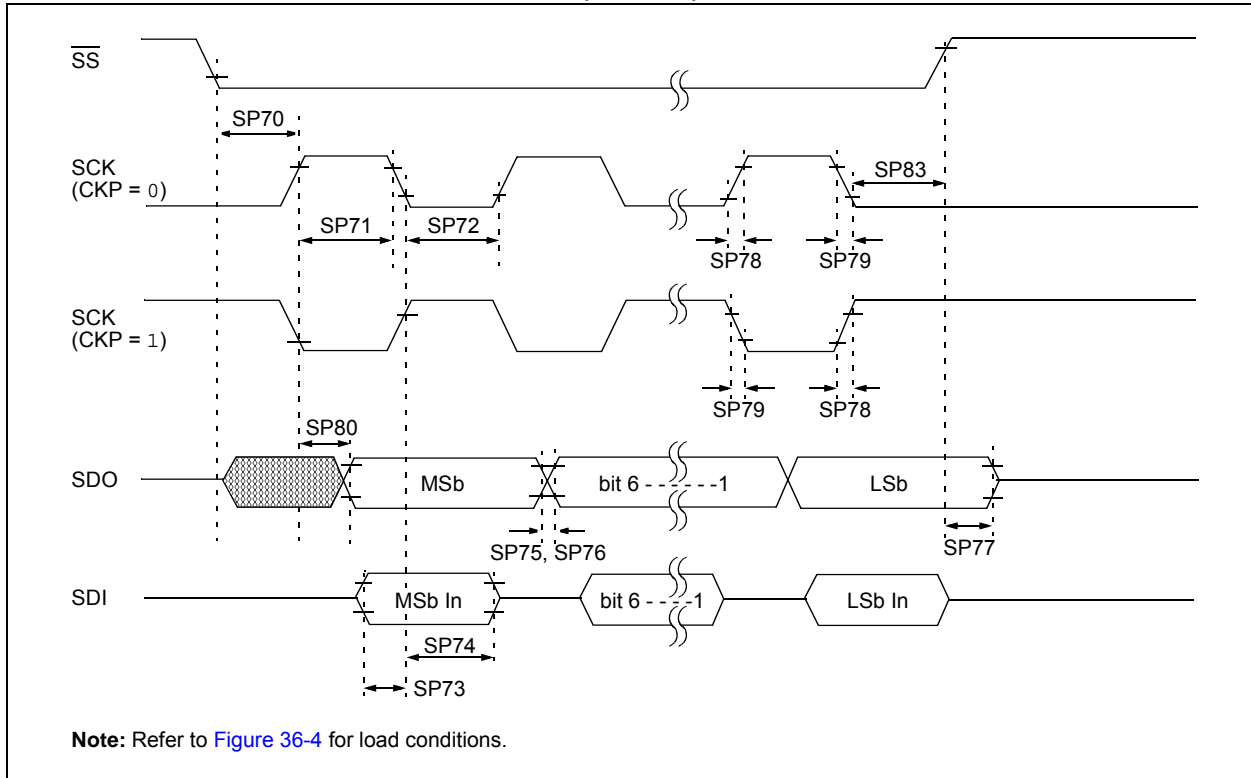 SS
SP70
SCK
(CKP = 0)
SP83
SP71
SP72
SP78
SP79
SCK
(CKP = 1)
SP79
SP78
SP80
SDO
MSb
bit 6 - - - - - -1
LSb
SP75, SP76
SP77
SDI
MSb In
bit 6 - - - -1
LSb In
SP74
SP73
Note: Refer to Figure 36-4 for load conditions.